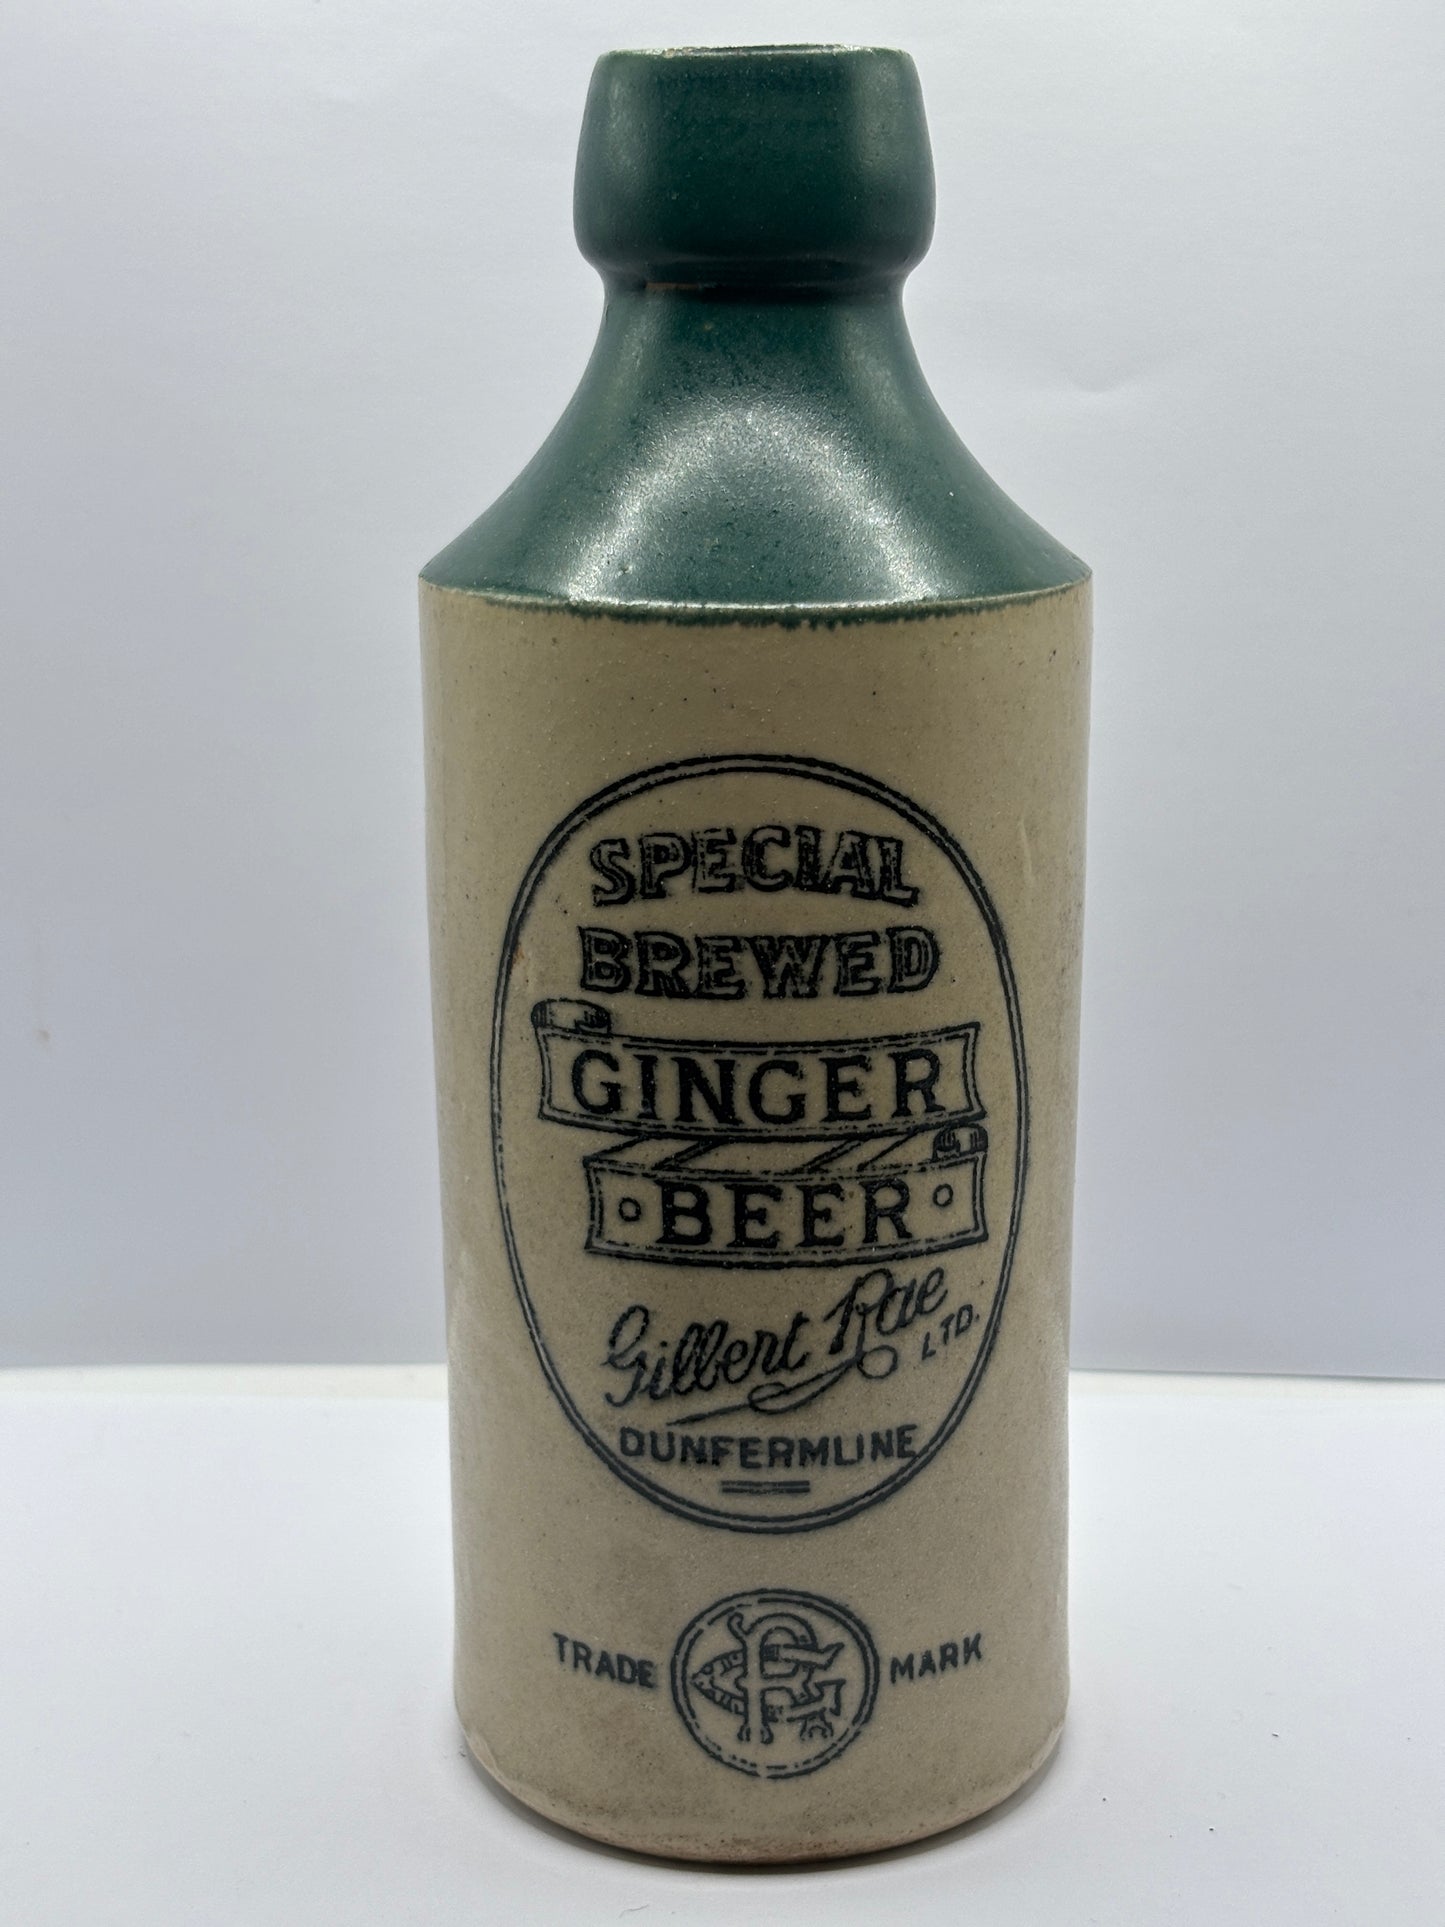 SPECIAL
BREWED
GINGER
BEER
Gilbert Rae
LTD.
DUNFERMLINE
TRADE MARK